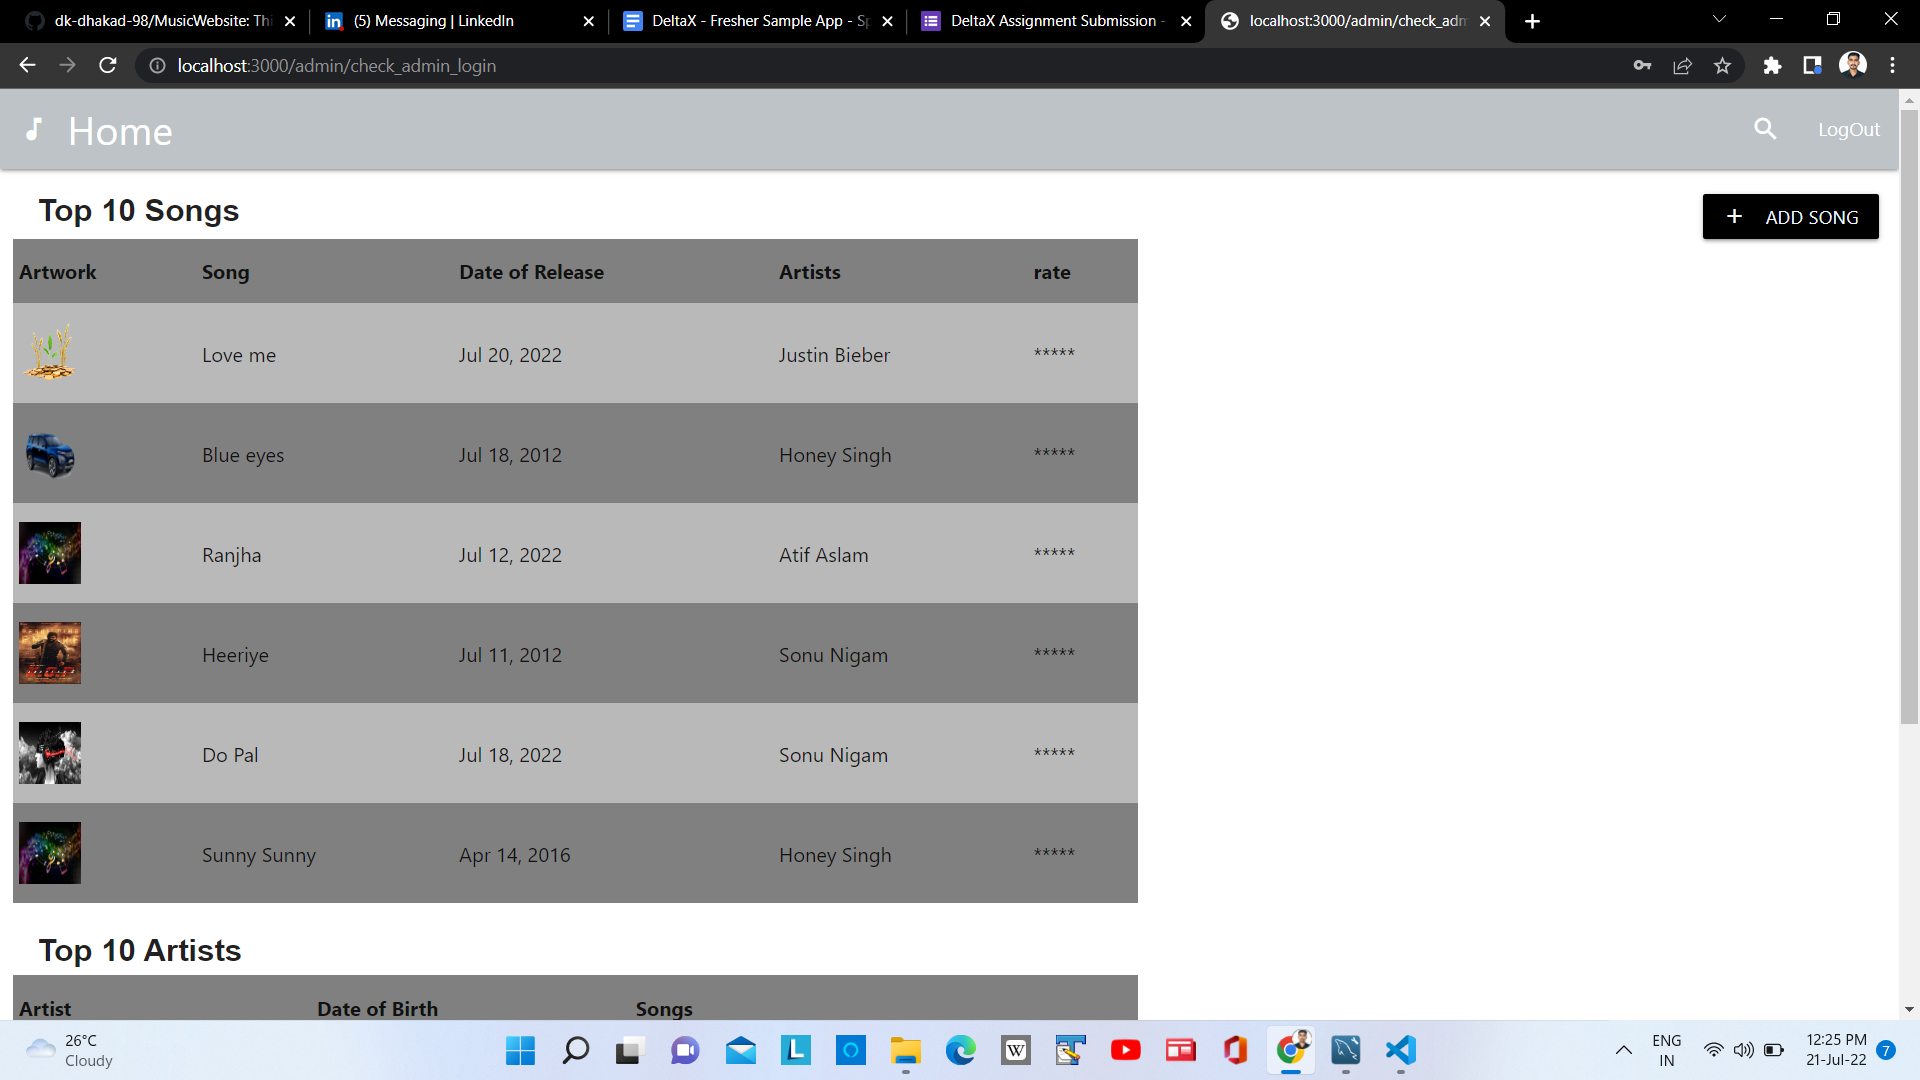 dk-dhakad-98/MusicWebsite: Thi
(5) Messaging | LinkedIn
DeltaX - Fresher Sample App - Sp
DeltaX Assignment Submission -
localhost:3000/admin/check_adm
localhost:3000/admin/check_admin_login
Home
LogOut
Top 10 Songs
+ ADD SONG
Artwork Song Date of Release Artists rate
Love me Jul 20, 2022 Justin Bieber *****
Blue eyes Jul 18, 2012 Honey Singh *****
Ranjha Jul 12, 2022 Atif Aslam *****
Heeriye Jul 11, 2012 Sonu Nigam *****
Do Pal Jul 18, 2022 Sonu Nigam *****
Sunny Sunny Apr 14, 2016 Honey Singh *****
Top 10 Artists
Artist Date of Birth Songs
26°C
Cloudy
ENG
IN
12:25 PM
21-Jul-22
7